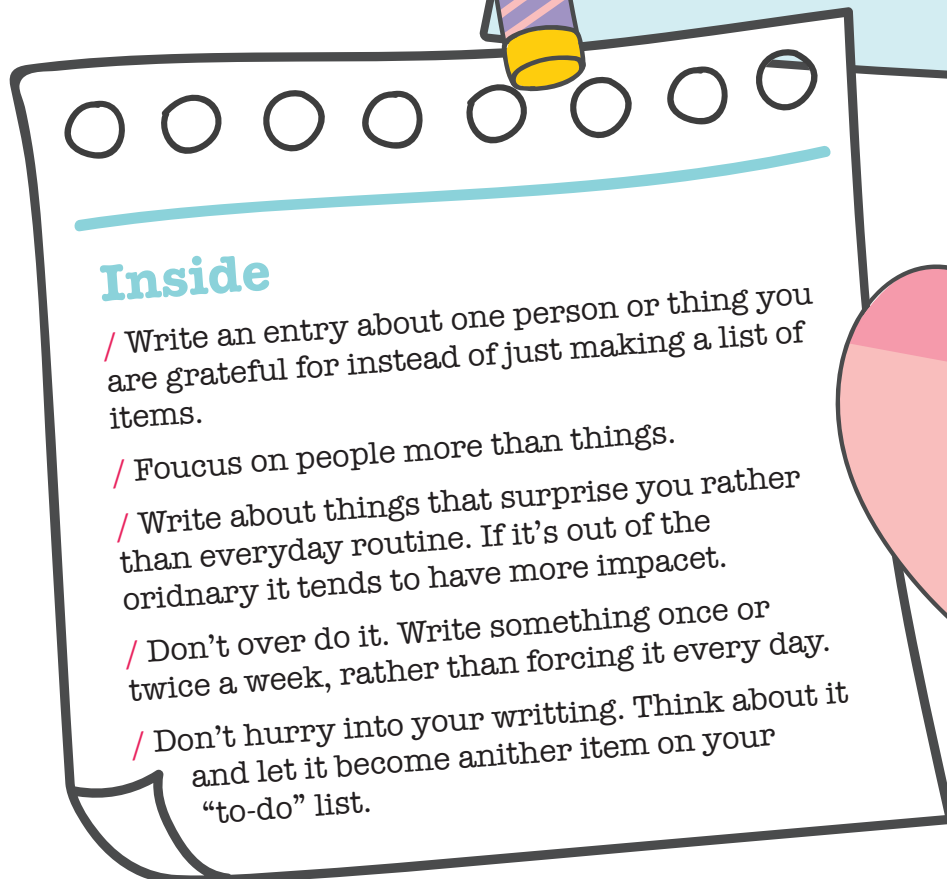 Inside
/ Write an entry about one person or thing you
are grateful for instead of just making a list of
items.
/ Foucus on people more than things.
/ Write about things that surprise you rather
than everyday routine. If it’s out of the
oridnary it tends to have more impacet.
/ Don’t over do it. Write something once or
twice a week, rather than forcing it every day.
/ Don’t hurry into your writting. Think about it
and let it become anither item on your
“to-do” list.